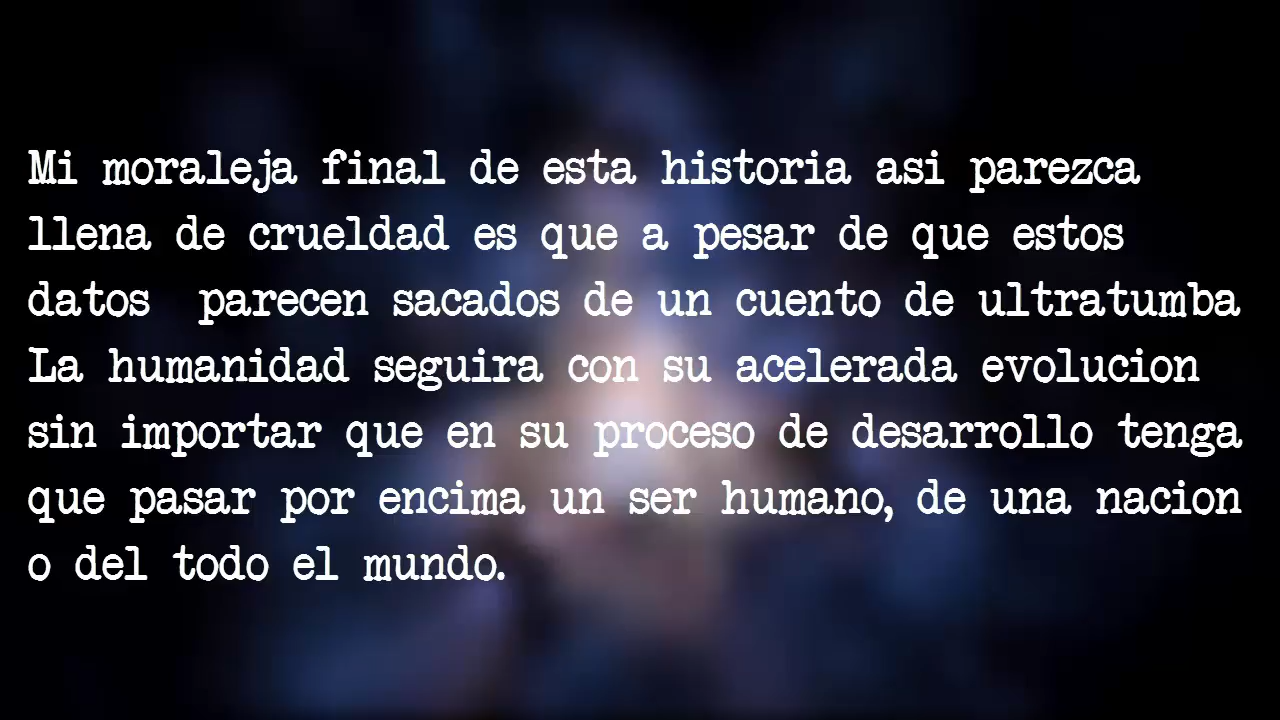 Mi moraleja final de esta historia asi parezca
llena de crueldad es que a pesar de que estos
datos  parecen sacados de un cuento de ultratumba
La humanidad seguira con su acelerada evolucion
sin importar que en su proceso de desarrollo tenga
que pasar por encima un ser humano, de una nacion
o del todo el mundo.